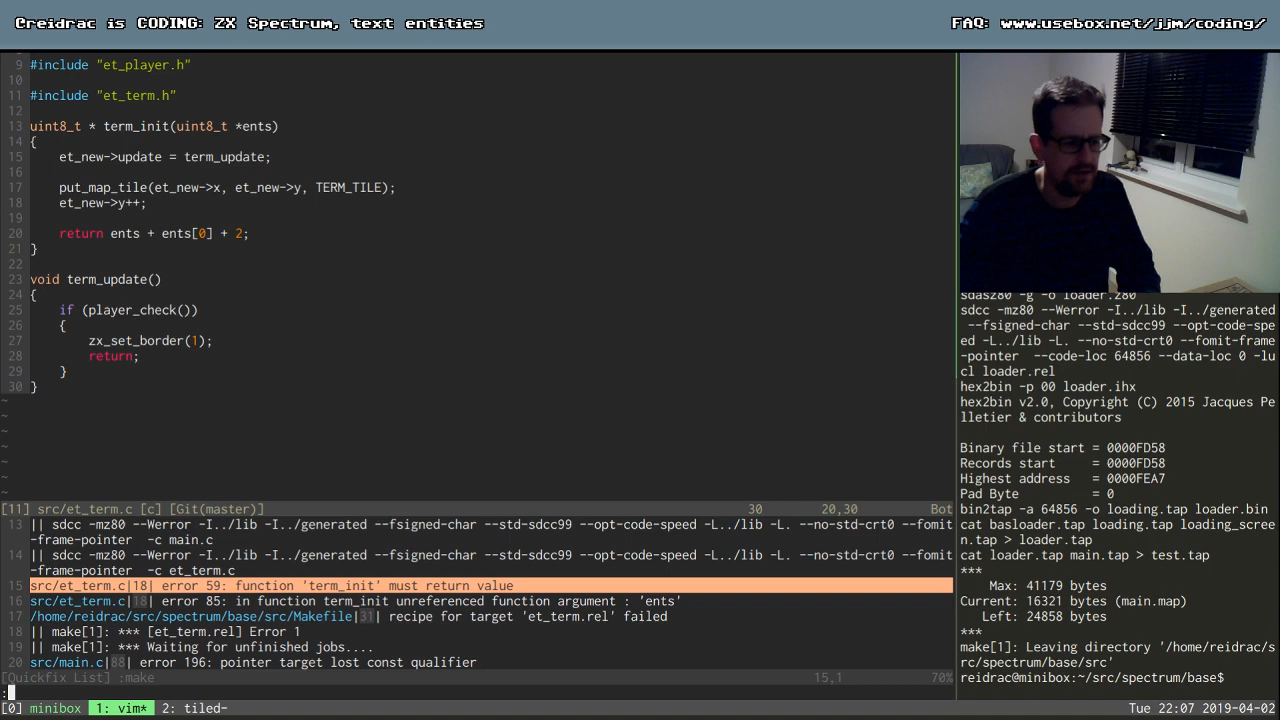 Creidrac is CODING: ZX Spectrum, text entities
FAQ: www.usebox.net/jjm/coding/
9 #include "et_player.h"
10
11 #include "et_term.h"
12
13 uint8_t * term_init(uint8_t *ents)
14 {
15     et_new->update = term_update;
16
17     put_map_tile(et_new->x, et_new->y, TERM_TILE);
18     et_new->y++;
19
20     return ents + ents[0] + 2;
21 }
22
23 void term_update()
24 {
25     if (player_check())
26     {
27         zx_set_border(1);
28         return;
29     }
30 }
~
~
~
~
~
~
~
[11] src/et_term.c [c] [Git(master)] 30 20,30 Bot
13 || sdcc -mz80 --Werror -I../lib -I../generated --fsigned-char --std-sdcc99 --opt-code-speed -L../lib -L. --no-std-crt0 --fomit
-frame-pointer  -c main.c
14 || sdcc -mz80 --Werror -I../lib -I../generated --fsigned-char --std-sdcc99 --opt-code-speed -L../lib -L. --no-std-crt0 --fomit
-frame-pointer  -c et_term.c
15 src/et_term.c|18| error 59: function 'term_init' must return value
16 src/et_term.c|18| error 85: in function term_init unreferenced function argument : 'ents'
17 /home/reidrac/src/spectrum/base/src/Makefile|31| recipe for target 'et_term.rel' failed
18 || make[1]: *** [et_term.rel] Error 1
19 || make[1]: *** Waiting for unfinished jobs....
20 src/main.c|88| error 196: pointer target lost const qualifier
[Quickfix List] :make 15,1 70%
:
sdasz80 -g -o loader.z80
sdcc -mz80 --Werror -I../lib -I../generated
 --fsigned-char --std-sdcc99 --opt-code-spe
ed -L../lib -L. --no-std-crt0 --fomit-frame
-pointer  --code-loc 64856 --data-loc 0 -lu
cl loader.rel
hex2bin -p 00 loader.ihx
hex2bin v2.0, Copyright (C) 2015 Jacques Pe
lletier & contributors
Binary file start = 0000FD58
Records start     = 0000FD58
Highest address   = 0000FEA7
Pad Byte          = 0
bin2tap -a 64856 -o loading.tap loader.bin
cat basloader.tap loading.tap loading_scree
n.tap > loader.tap
cat loader.tap main.tap > test.tap
***
    Max: 41179 bytes
Current: 16321 bytes (main.map)
   Left: 24858 bytes
***
make[1]: Leaving directory '/home/reidrac/s
rc/spectrum/base/src'
reidrac@minibox:~/src/spectrum/base$
[0] minibox 1: vim* 2: tiled- Tue 22:07 2019-04-02